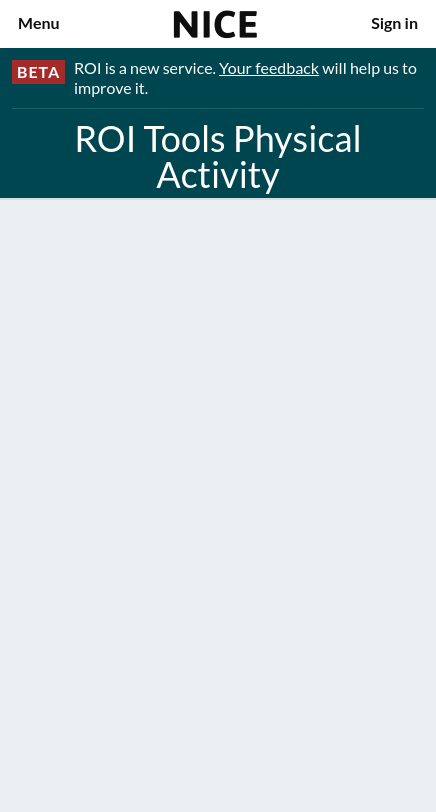 Menu NICE Sign in
BETA ROI is a new service. Your feedback will help us to
improve it.
ROI Tools Physical
Activity